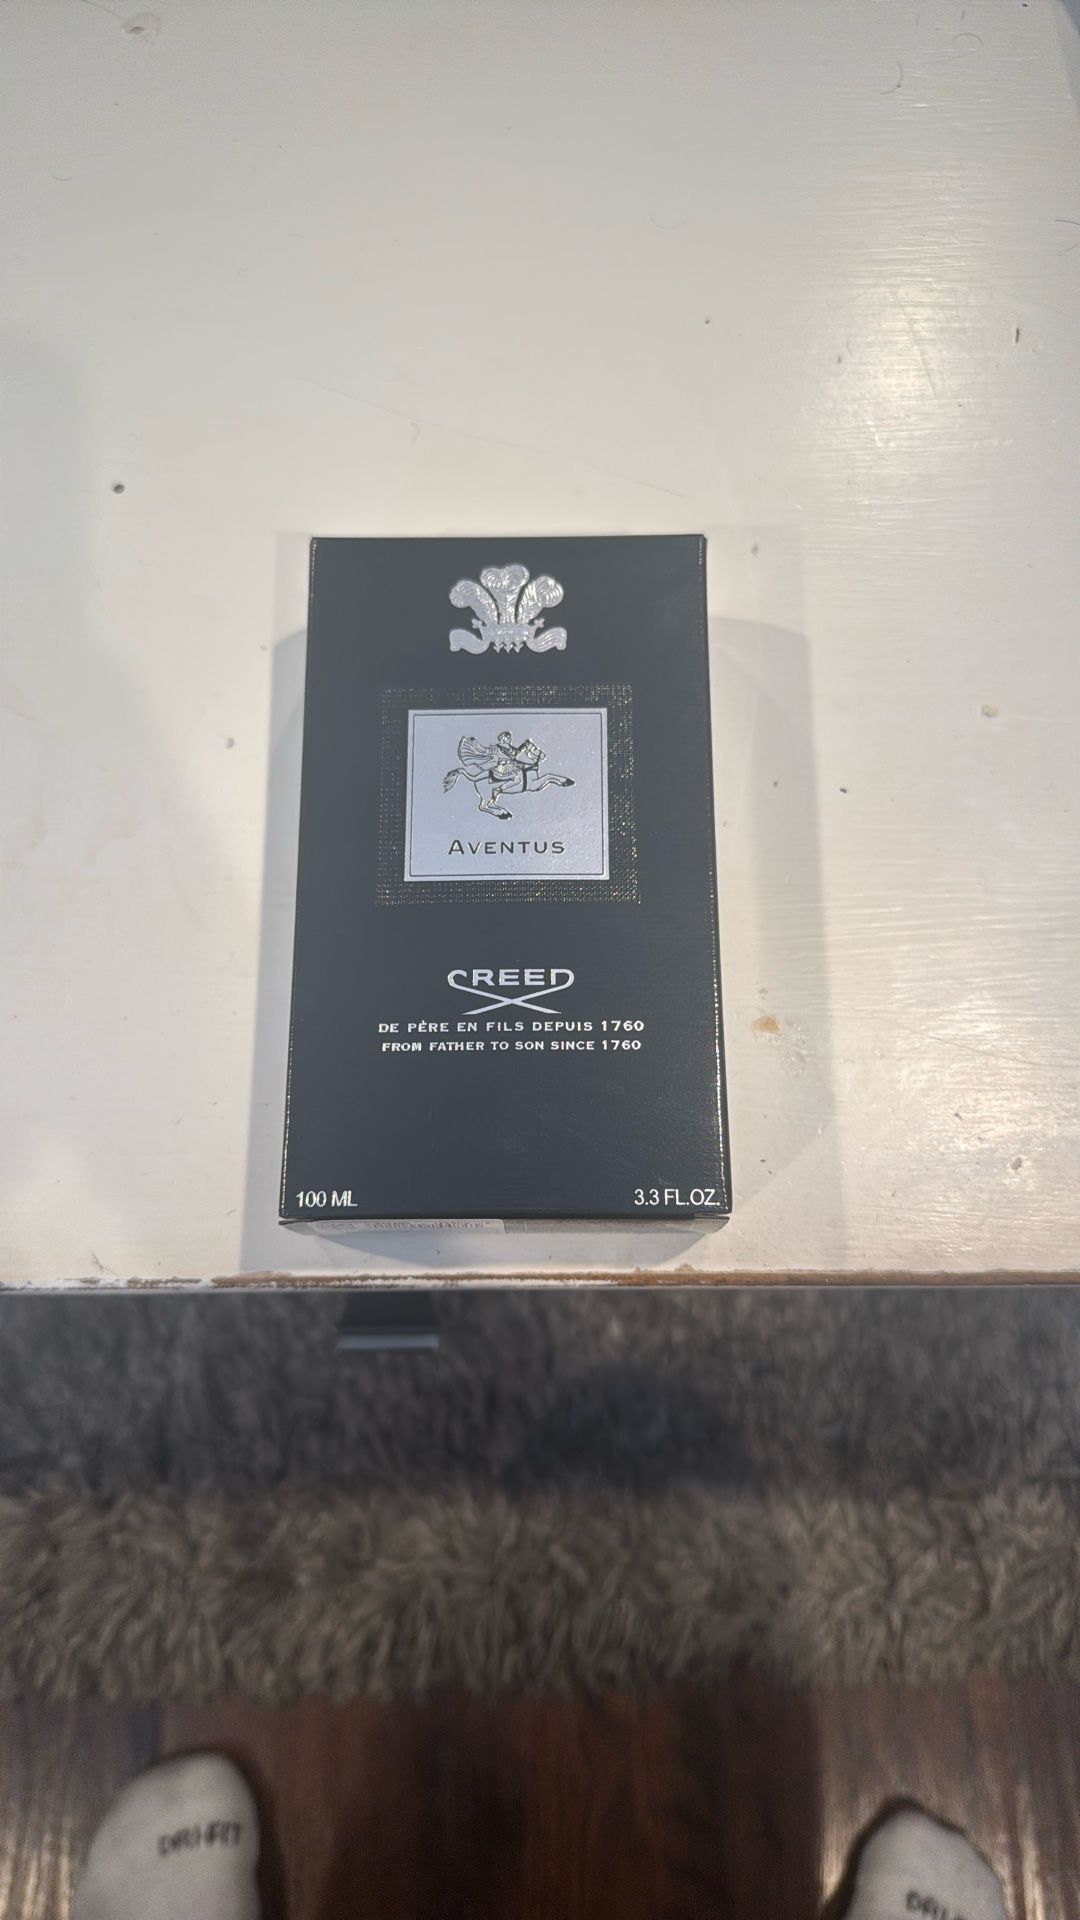 AVENTUS
CREED
DE PÈRE EN FILS DEPUIS 1760
FROM FATHER TO SON SINCE 1760
100 ML
3.3 FL.OZ.
DRI-FIT